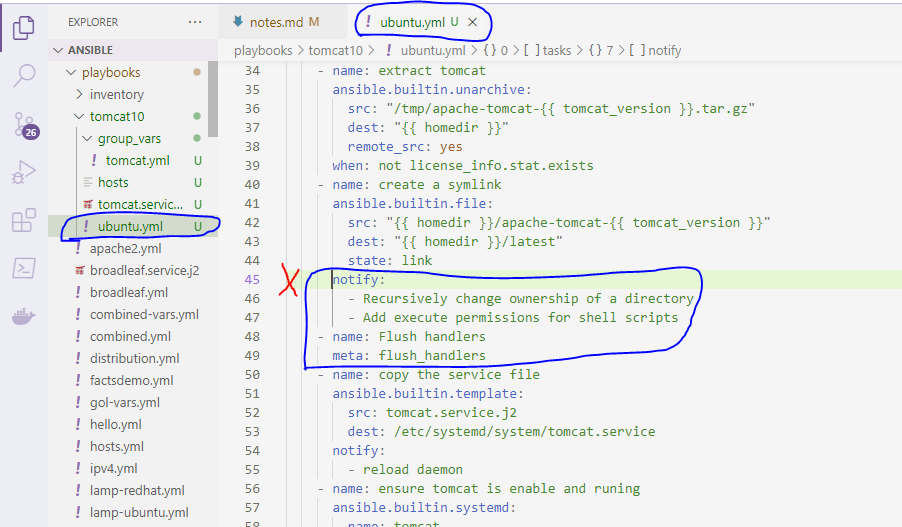 EXPLORER
···
notes.md M
! ubuntu.yml U ×
ANSIBLE
playbooks > tomcat10 > ! ubuntu.yml > {} 0 > [ ] tasks > {} 7 > [ ] notify
playbooks
inventory
tomcat10
group_vars
! tomcat.yml U
hosts U
tomcat.servic... U
! ubuntu.yml U
! apache2.yml
broadleaf.service.j2
! broadleaf.yml
! combined-vars.yml
! combined.yml
! distribution.yml
! factsdemo.yml
! gol-vars.yml
! hello.yml
! hosts.yml
! ipv4.yml
! lamp-redhat.yml
! lamp-ubuntu.yml
26
34 - name: extract tomcat
35 ansible.builtin.unarchive:
36 src: "/tmp/apache-tomcat-{{ tomcat_version }}.tar.gz"
37 dest: "{{ homedir }}"
38 remote_src: yes
39 when: not license_info.stat.exists
40 - name: create a symlink
41 ansible.builtin.file:
42 src: "{{ homedir }}/apache-tomcat-{{ tomcat_version }}"
43 dest: "{{ homedir }}/latest"
44 state: link
X
45 notify:
46 - Recursively change ownership of a directory
47 - Add execute permissions for shell scripts
48 - name: Flush handlers
49 meta: flush_handlers
50 - name: copy the service file
51 ansible.builtin.template:
52 src: tomcat.service.j2
53 dest: /etc/systemd/system/tomcat.service
54 notify:
55 - reload daemon
56 - name: ensure tomcat is enable and runing
57 ansible.builtin.systemd:
58 name: tomcat